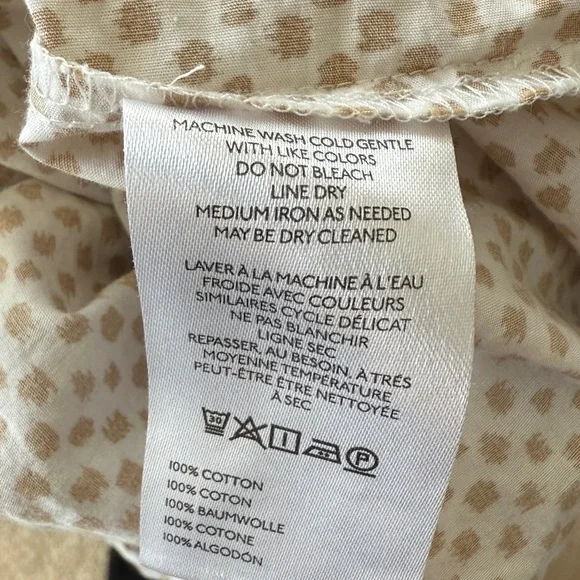 MACHINE WASH COLD GENTLE
WITH LIKE COLORS
DO NOT BLEACH
LINE DRY
MEDIUM IRON AS NEEDED
MAY BE DRY CLEANED
LAVER À LA MACHINE À L'EAU
FROIDE AVEC COULEURS
SIMILAIRES CYCLE DÉLICAT
NE PAS BLANCHIR
LIGNE SEC
REPASSER, AU BESOIN, À TRÉS
MOYENNE TEMPÉRATURE
PEUT-ÊTRE ÊTRE NETTOYÉE
À SEC
30 P
100% COTTON
100% COTON
100% BAUMWOLLE
100% COTONE
100% ALGODÓN